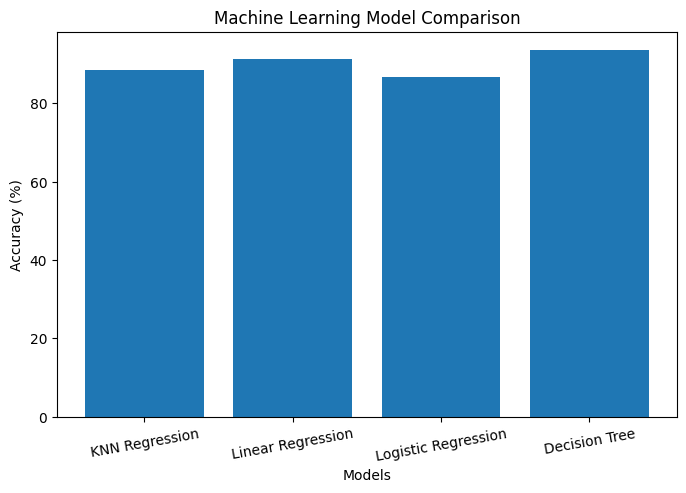 Machine Learning Model Comparison
Accuracy (%)
80
60
40
20
0
KNN Regression
Linear Regression
Logistic Regression
Decision Tree
Models